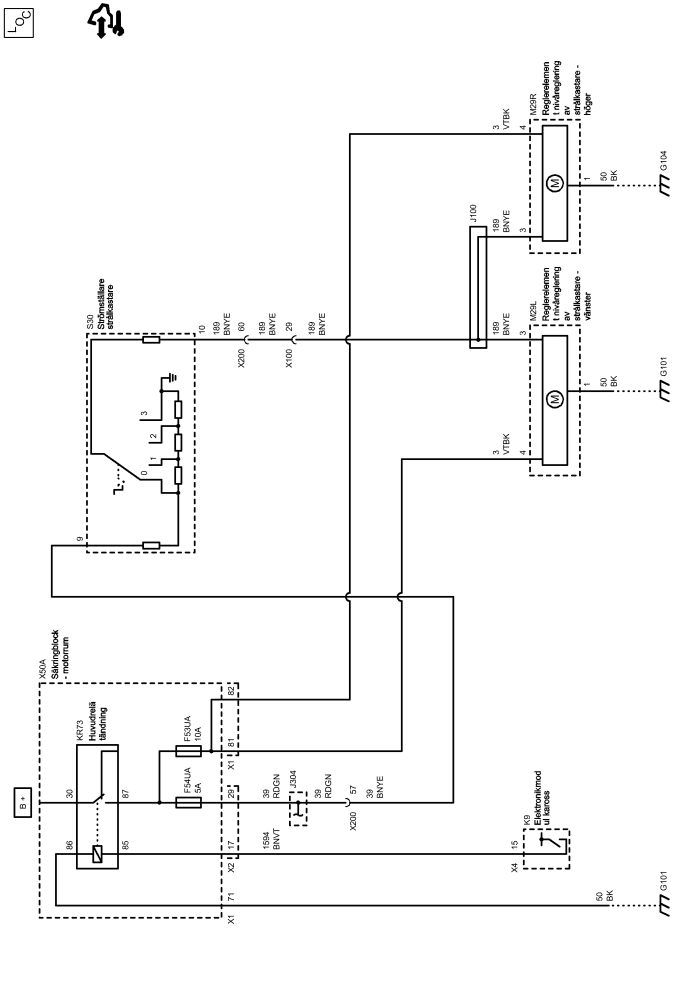 LOC
B +
X50A
Säkringblock
- motorrum
KR73
Huvudrelä
tändning
86
30
85
87
F54UA
5A
F53UA
10A
X1
71
X2
17
29
X1
81
82
1594
BNVT
39
RDGN
J304
39
RDGN
X200
57
39
BNYE
X4
15
K9
Elektronikmod
ul kaross
50
BK
G101
S30
Strömställare
strålkastare
9
0
1
2
3
10
189
BNYE
X200
60
189
BNYE
X100
29
189
BNYE
J100
189
BNYE
3
189
BNYE
3
3
VTBK
4
M29L
Reglerelemen
t nivåreglering
av
strålkastare -
vänster
M
1
50
BK
G101
3
VTBK
4
M29R
Reglerelemen
t nivåreglering
av
strålkastare -
höger
M
1
50
BK
G104